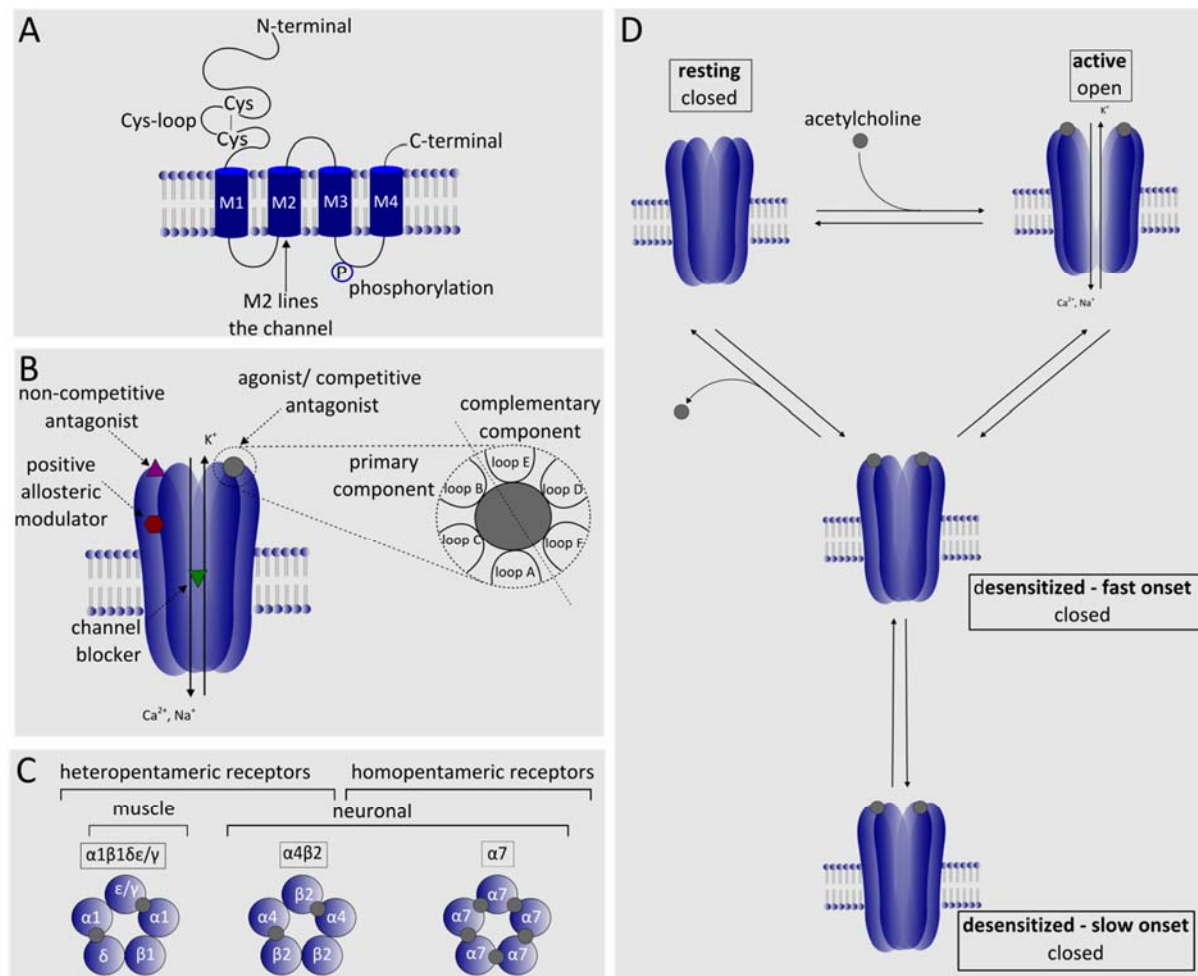 A
N-terminal
Cys
Cys-loop
Cys
C-terminal
M1
M2
M3
M4
P
phosphorylation
M2 lines
the channel
B
non-competitive
antagonist
agonist/ competitive
antagonist
K⁺
positive
allosteric
modulator
primary
component
complementary
component
loop E
loop B
loop D
loop C
loop F
loop A
channel
blocker
Ca²⁺, Na⁺
C
heteropentameric receptors
homopentameric receptors
muscle
neuronal
α1β1δε/γ
α4β2
α7
ε/γ
α1
α1
δ
β1
β2
α4
α4
β2
β2
α7
α7
α7
α7
α7
D
resting
closed
active
open
acetylcholine
K⁺
Ca²⁺, Na⁺
desensitized - fast onset
closed
desensitized - slow onset
closed